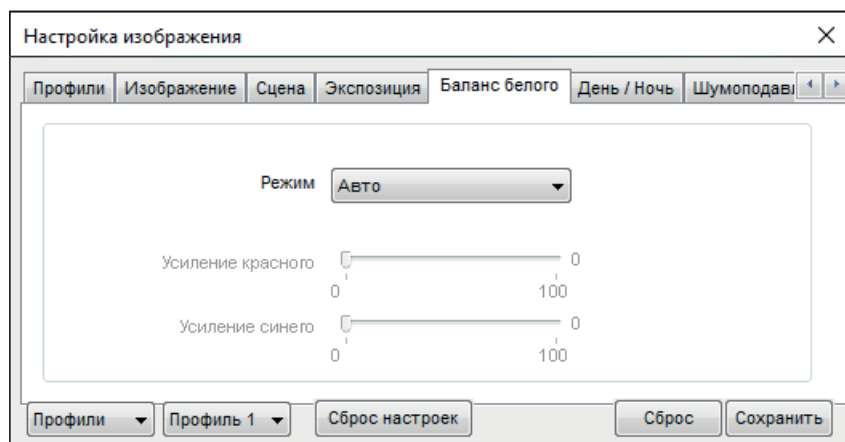 Настройка изображения
Профили Изображение Сцена Экспозиция Баланс белого День / Ночь Шумоподавл
Режим Авто
Усиление красного 0
0 100
Усиление синего 0
0 100
Профили Профиль 1 Сброс настроек Сброс Сохранить